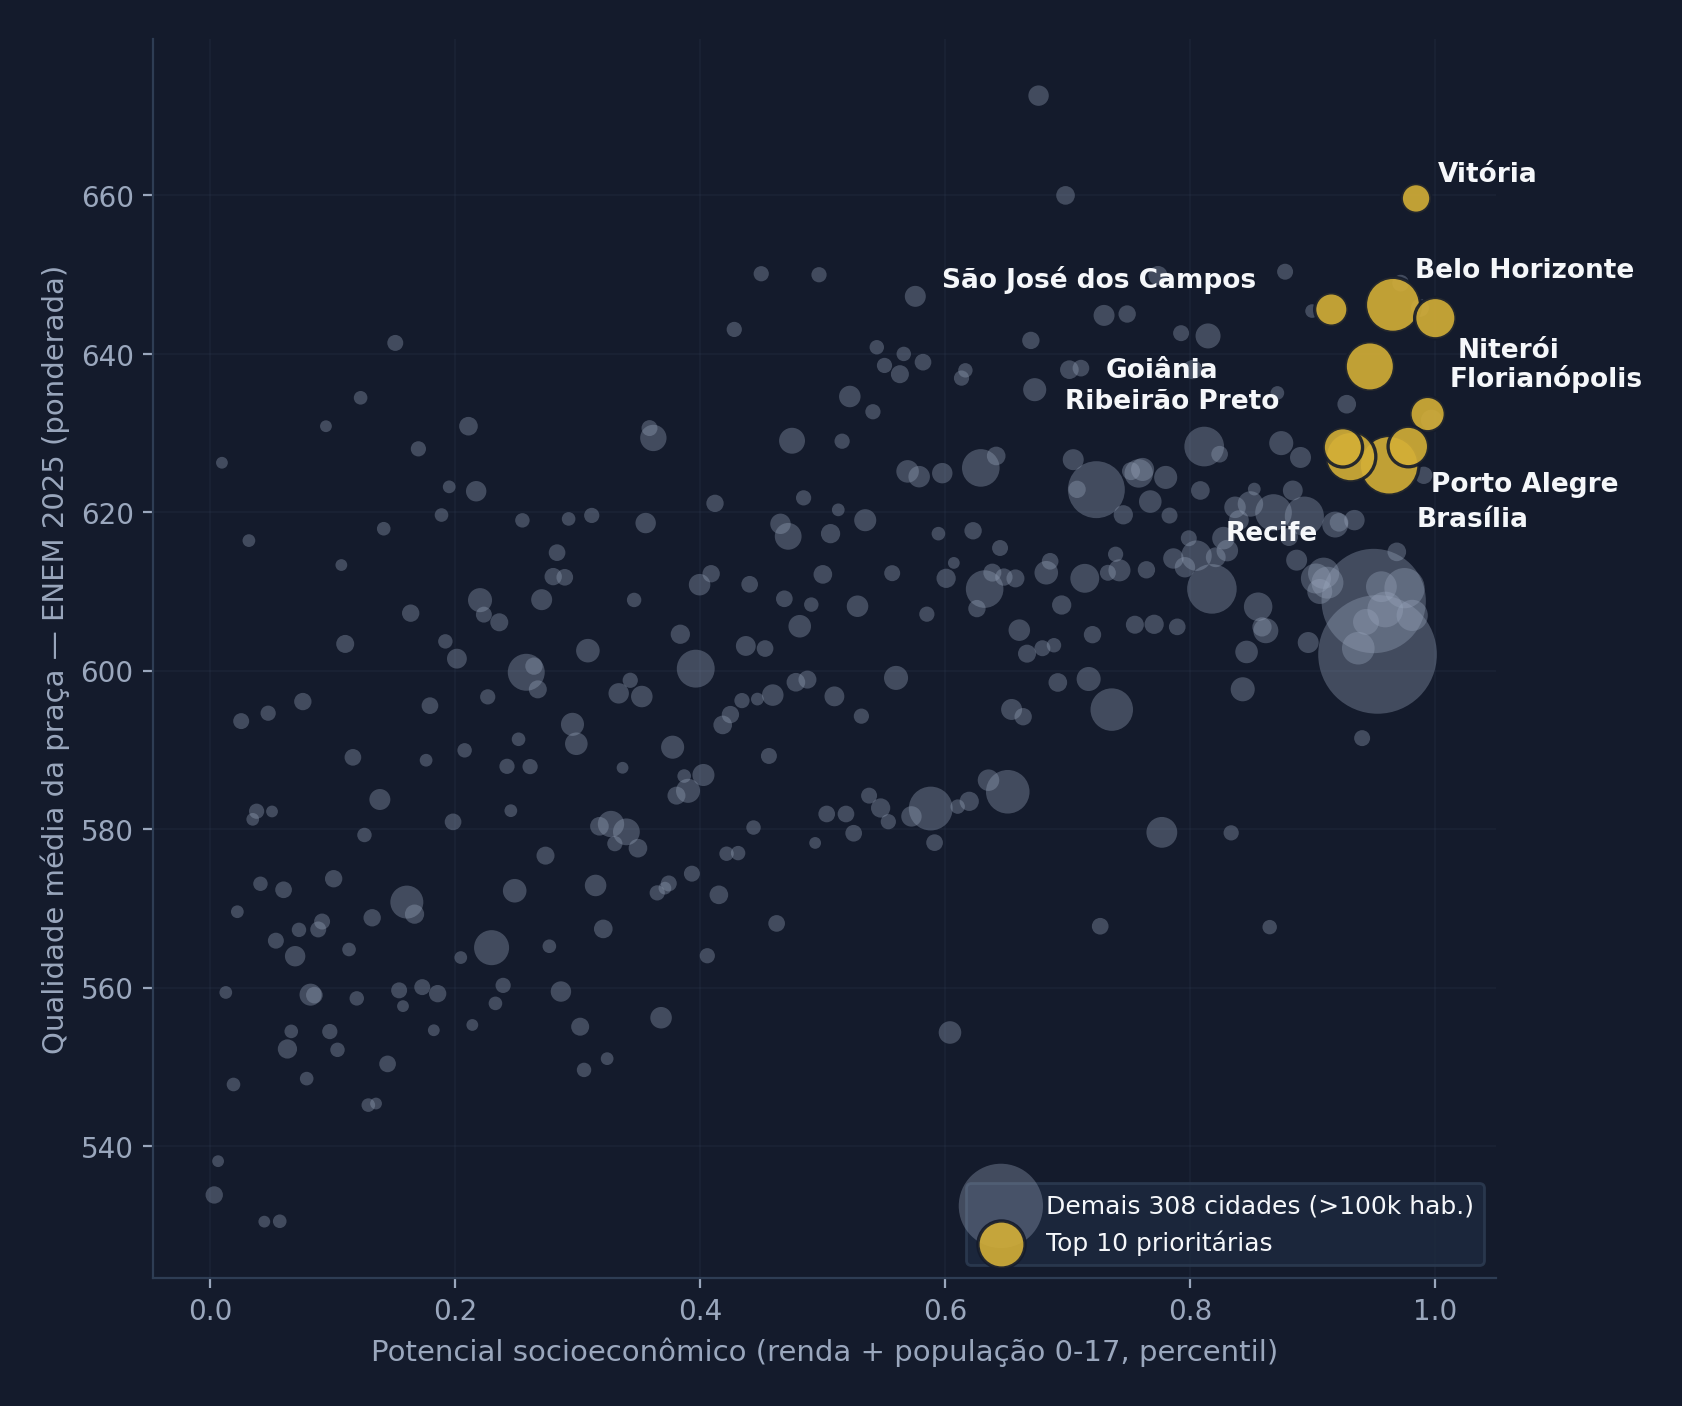 Vitória
Belo Horizonte
São José dos Campos
Niterói
Goiânia
Florianópolis
Ribeirão Preto
Porto Alegre
Brasília
Recife
660
640
620
600
580
560
540
Qualidade média da praça — ENEM 2025 (ponderada)
Demais 308 cidades (>100k hab.)
Top 10 prioritárias
0.0 0.2 0.4 0.6 0.8 1.0
Potencial socioeconômico (renda + população 0-17, percentil)